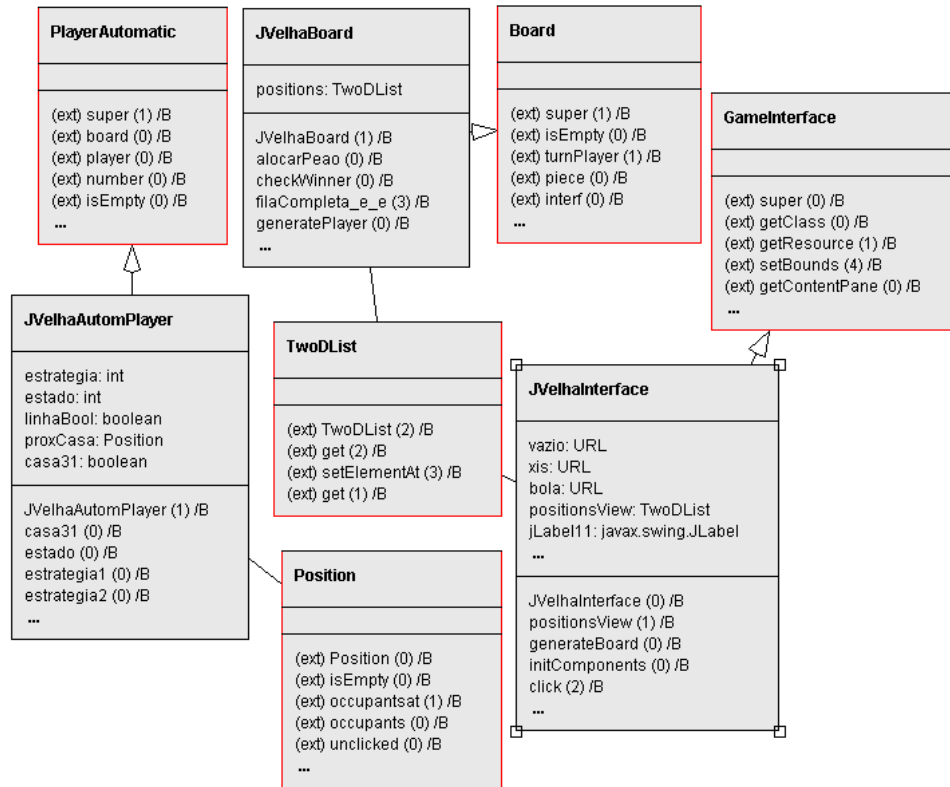 PlayerAutomatic
(ext) super (1) /B
(ext) board (0) /B
(ext) player (0) /B
(ext) number (0) /B
(ext) isEmpty (0) /B
...
JVelhaBoard
positions: TwoDList
JVelhaBoard (1) /B
alocarPeao (0) /B
checkWinner (0) /B
filaCompleta_e_e (3) /B
generatePlayer (0) /B
...
Board
(ext) super (1) /B
(ext) isEmpty (0) /B
(ext) turnPlayer (1) /B
(ext) piece (0) /B
(ext) interf (0) /B
...
GameInterface
(ext) super (0) /B
(ext) getClass (0) /B
(ext) getResource (1) /B
(ext) setBounds (4) /B
(ext) getContentPane (0) /B
...
JVelhaAutomPlayer
estrategia: int
estado: int
linhaBool: boolean
proxCasa: Position
casa31: boolean
JVelhaAutomPlayer (1) /B
casa31 (0) /B
estado (0) /B
estrategia1 (0) /B
estrategia2 (0) /B
...
TwoDList
(ext) TwoDList (2) /B
(ext) get (2) /B
(ext) setElementAt (3) /B
(ext) get (1) /B
JVelhaInterface
vazio: URL
xis: URL
bola: URL
positionsView: TwoDList
jLabel11: javax.swing.JLabel
...
JVelhaInterface (0) /B
positionsView (1) /B
generateBoard (0) /B
initComponents (0) /B
click (2) /B
...
Position
(ext) Position (0) /B
(ext) isEmpty (0) /B
(ext) occupantsat (1) /B
(ext) occupants (0) /B
(ext) unclicked (0) /B
...